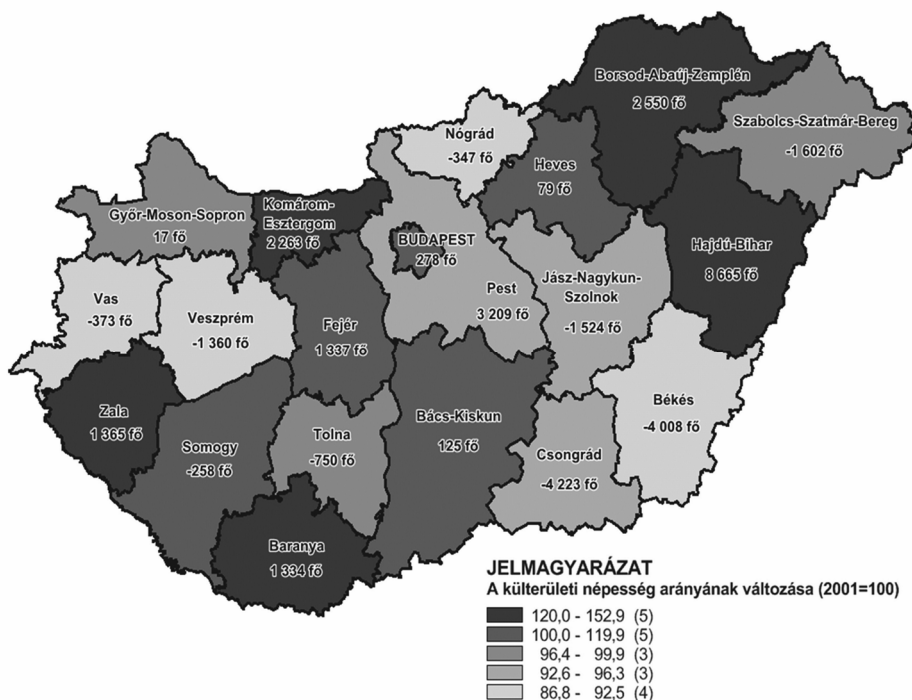 Borsod-Abaúj-Zemplén
2 550 fő
Szabolcs-Szatmár-Bereg
-1 602 fő
Nógrád
-347 fő
Heves
79 fő
Győr-Moson-Sopron
17 fő
Komárom-
Esztergom
2 263 fő
BUDAPEST
278 fő
Hajdú-Bihar
8 665 fő
Pest
3 209 fő
Jász-Nagykun-
Szolnok
-1 524 fő
Vas
-373 fő
Veszprém
-1 360 fő
Fejér
1 337 fő
Zala
1 365 fő
Somogy
-258 fő
Tolna
-750 fő
Bács-Kiskun
125 fő
Békés
-4 008 fő
Csongrád
-4 223 fő
Baranya
1 334 fő
JELMAGYARÁZAT
A külterületi népesség arányának változása (2001=100)
120,0 - 152,9 (5)
100,0 - 119,9 (5)
96,4 - 99,9 (3)
92,6 - 96,3 (3)
86,8 - 92,5 (4)